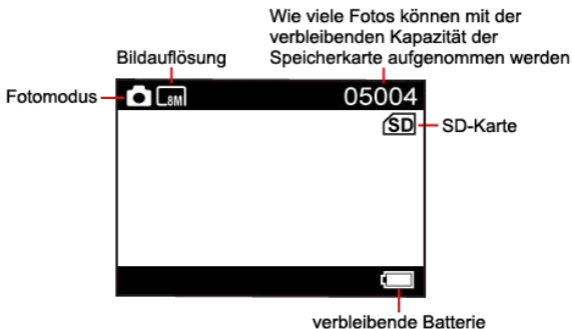 Wie viele Fotos können mit der
verbleibenden Kapazität der
Speicherkarte aufgenommen werden
Bildauflösung
Fotomodus
8M
05004
SD
SD-Karte
verbleibende Batterie